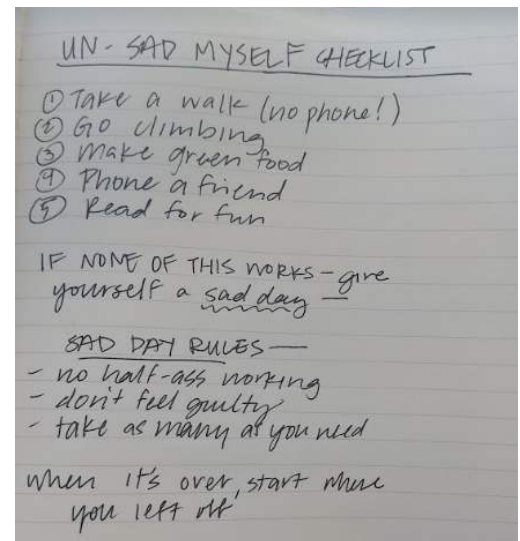 UN-SAD MYSELF CHECKLIST
① Take a walk (no phone!)
② Go climbing
③ Make green food
④ Phone a friend
⑤ Read for fun
IF NONE OF THIS WORKS - give
yourself a sad day —
SAD DAY RULES —
- no half-ass working
- don't feel guilty
- take as many as you need
when it's over, start where
you left off